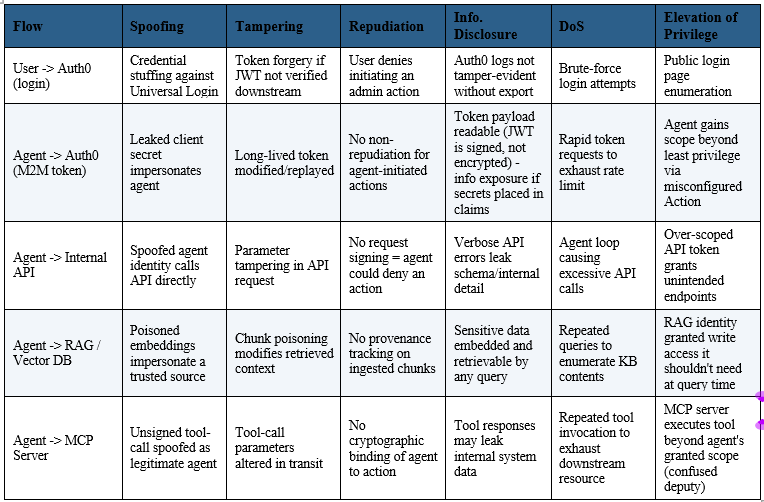 Flow Spoofing Tampering Repudiation Info. Disclosure DoS Elevation of Privilege
User -> Auth0 (login)
Credential stuffing against Universal Login
Token forgery if JWT not verified downstream
User denies initiating an admin action
Auth0 logs not tamper-evident without export
Brute-force login attempts
Public login page enumeration
Agent -> Auth0 (M2M token)
Leaked client secret impersonates agent
Long-lived token modified/replayed
No non-repudiation for agent-initiated actions
Token payload readable (JWT is signed, not encrypted) - info exposure if secrets placed in claims
Rapid token requests to exhaust rate limit
Agent gains scope beyond least privilege via misconfigured Action
Agent -> Internal API
Spoofed agent identity calls API directly
Parameter tampering in API request
No request signing = agent could deny an action
Verbose API errors leak schema/internal detail
Agent loop causing excessive API calls
Over-scoped API token grants unintended endpoints
Agent -> RAG / Vector DB
Poisoned embeddings impersonate a trusted source
Chunk poisoning modifies retrieved context
No provenance tracking on ingested chunks
Sensitive data embedded and retrievable by any query
Repeated queries to enumerate KB contents
RAG identity granted write access it shouldn't need at query time
Agent -> MCP Server
Unsigned tool-call spoofed as legitimate agent
Tool-call parameters altered in transit
No cryptographic binding of agent to action
Tool responses may leak internal system data
Repeated tool invocation to exhaust downstream resource
MCP server executes tool beyond agent's granted scope (confused deputy)